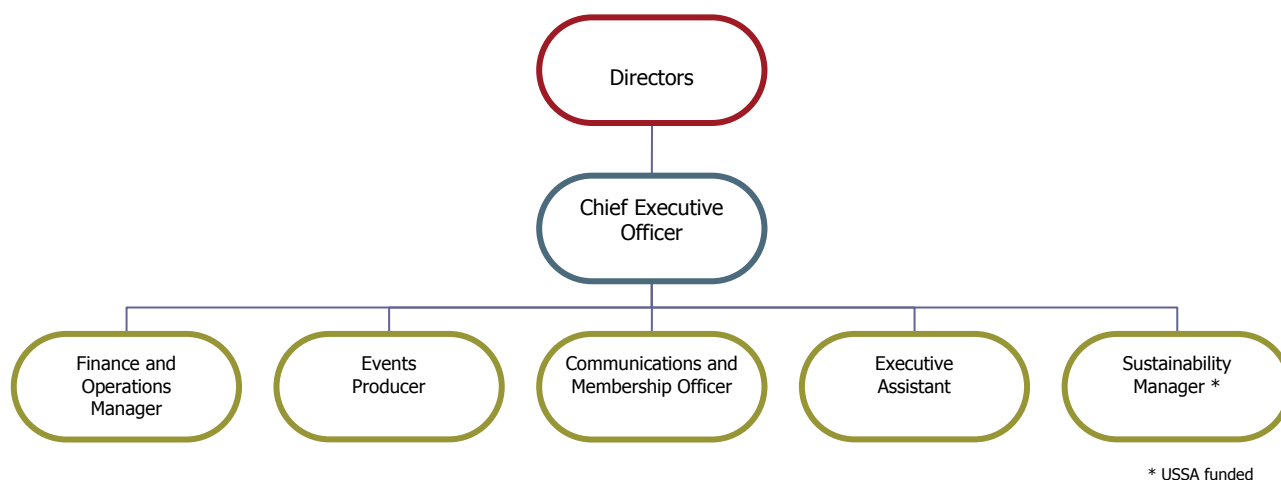 Directors
Chief Executive
Officer
Finance and
Operations
Manager
Events
Producer
Communications and
Membership Officer
Executive
Assistant
Sustainability
Manager *
* USSA funded